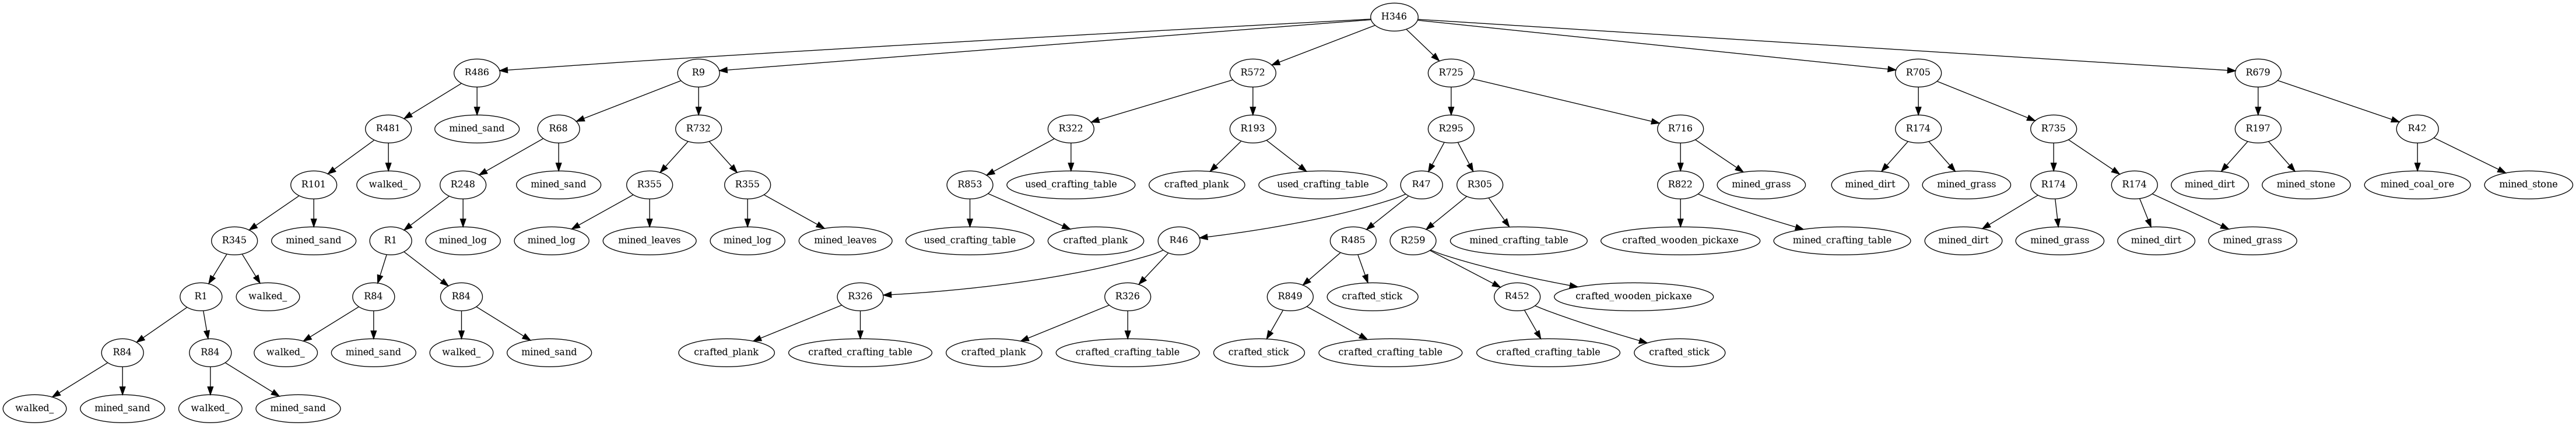 H346
R486 R9 R572 R725 R705 R679
R481 mined_sand R68 R732 R322 R193 R295 R716 R174 R735 R197 R42
R101 walked_ R248 mined_sand R355 R355 R853 used_crafting_table crafted_plank used_crafting_table R47 R305 R822 mined_grass mined_dirt mined_grass R174 R174 mined_dirt mined_stone mined_coal_ore mined_stone
R345 mined_sand R1 mined_log mined_log mined_leaves mined_log mined_leaves used_crafting_table crafted_plank R46 R485 R259 mined_crafting_table crafted_wooden_pickaxe mined_crafting_table mined_dirt mined_grass mined_dirt mined_grass
R1 walked_ R84 R84 R326 R326 R849 crafted_stick R452 crafted_wooden_pickaxe
R84 R84 walked_ mined_sand walked_ mined_sand crafted_plank crafted_crafting_table crafted_plank crafted_crafting_table crafted_stick crafted_crafting_table crafted_crafting_table crafted_stick
walked_ mined_sand walked_ mined_sand